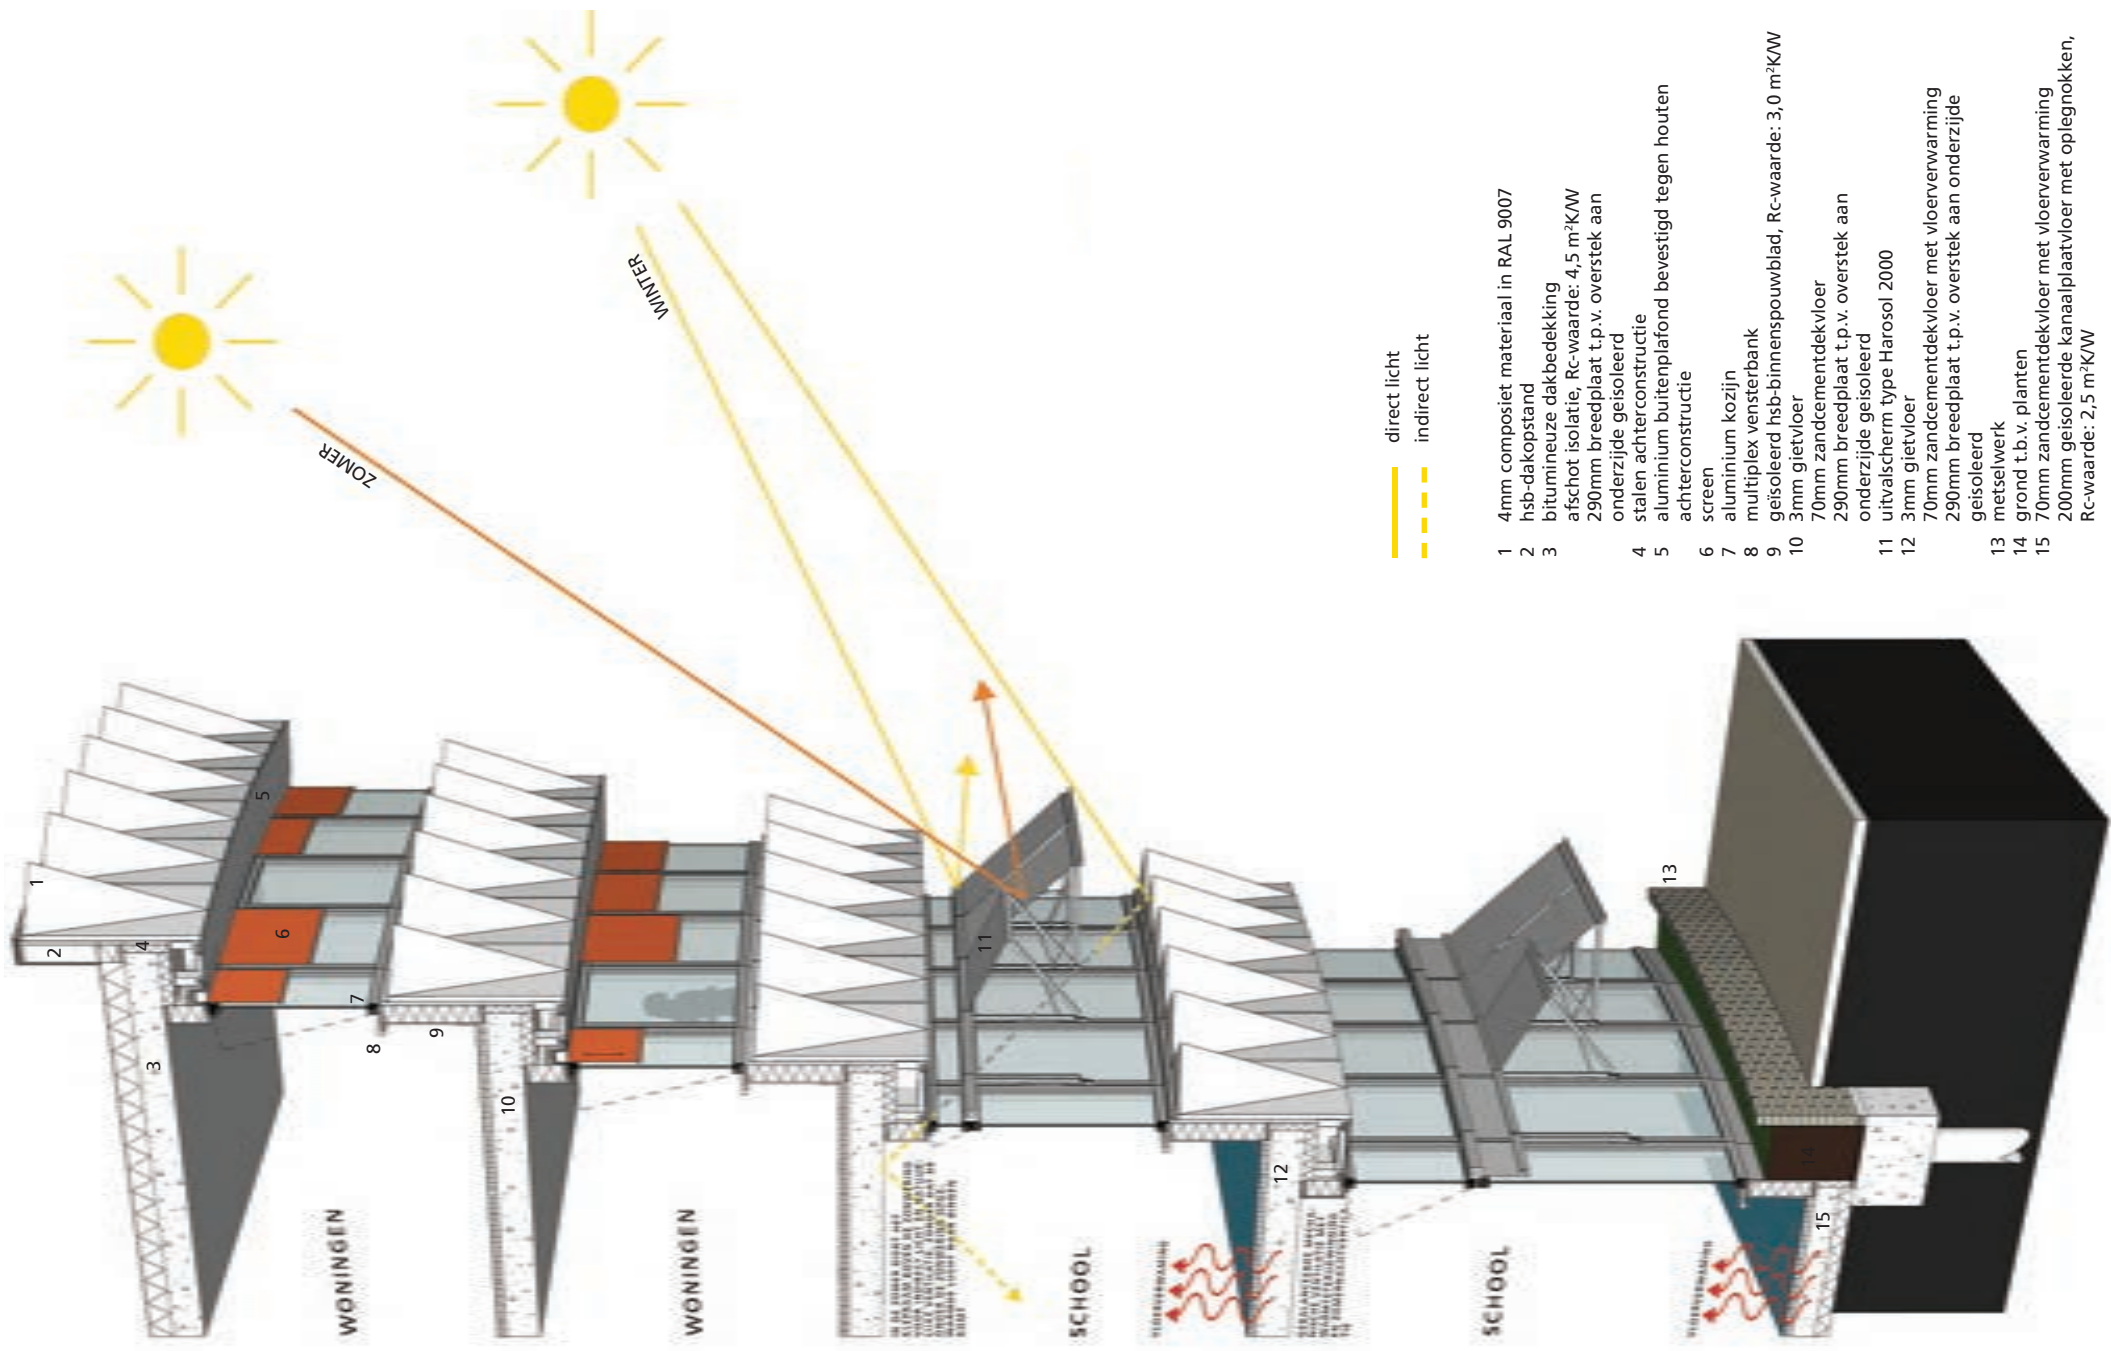 ZOMER
WINTER
1
2
3
4
5
6
7
8
9
10
11
12
13
14
15
WONINGEN
WONINGEN
SCHOOL
SCHOOL
direct licht
indirect licht
1 4mm composiet materiaal in RAL 9007
2 hsb-dakopstand
3 bitumineuze dakbedekking
afschot isolatie, Rc-waarde: 4,5 m²K/W
290mm breedplaat t.p.v. overstek aan
onderzijde geisoleerd
4 stalen achterconstructie
5 aluminium buitenplafond bevestigd tegen houten
achterconstructie
6 screen
7 aluminium kozijn
8 multiplex vensterbank
9 geïsoleerd hsb-binnenspouwblad, Rc-waarde: 3,0 m²K/W
10 3mm gietvloer
70mm zandcementdekvloer
290mm breedplaat t.p.v. overstek aan
onderzijde geisoleerd
11 uitvalscherm type Harosol 2000
12 3mm gietvloer
70mm zandcementdekvloer met vloerverwarming
290mm breedplaat t.p.v. overstek aan onderzijde
geisoleerd
13 metselwerk
14 grond t.b.v. planten
15 70mm zandcementdekvloer met vloerverwarming
200mm geisoleerde kanaalplaatvloer met oplegnokken,
Rc-waarde: 2,5 m²K/W